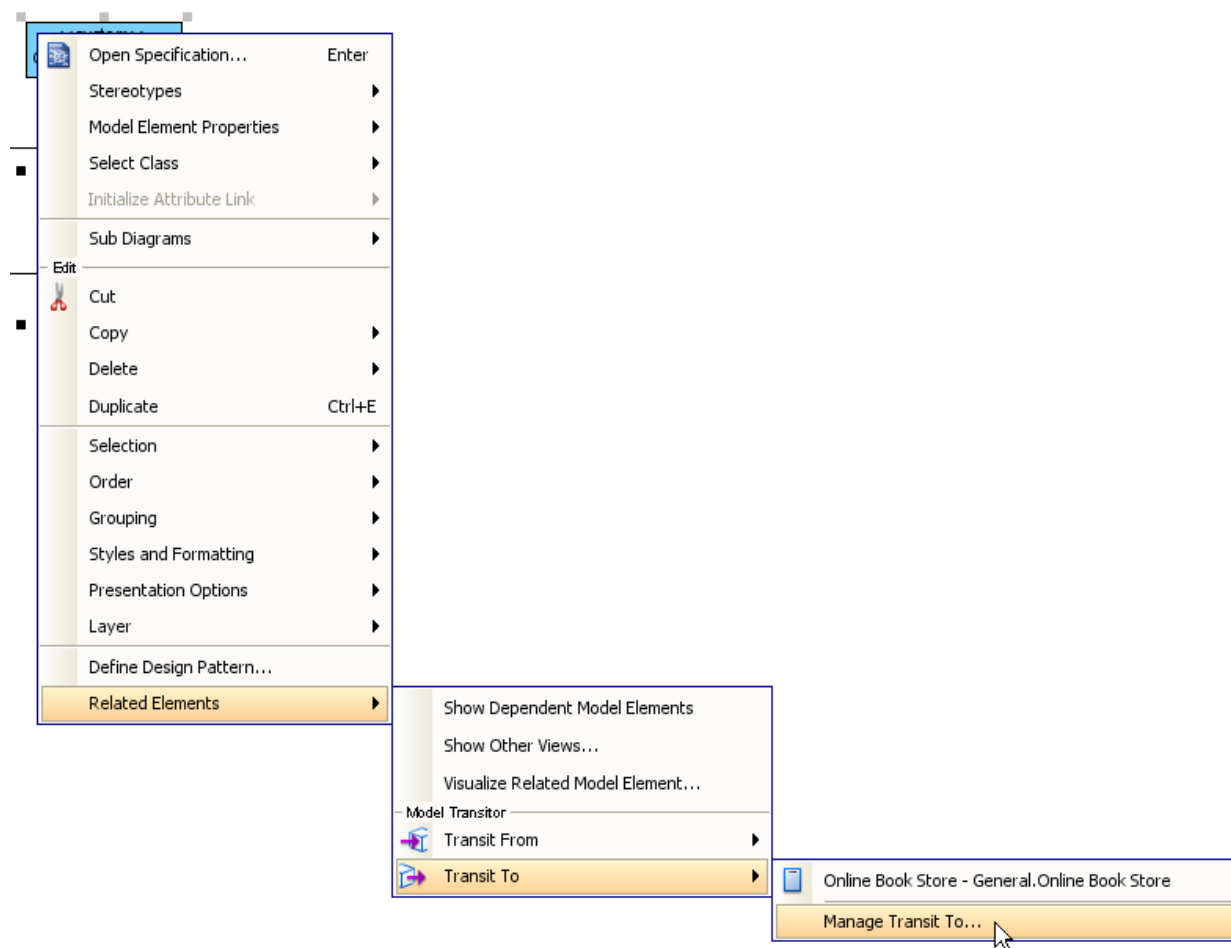 Open Specification... Enter
Stereotypes
Model Element Properties
Select Class
Initialize Attribute Link
Sub Diagrams
Edit
Cut
Copy
Delete
Duplicate Ctrl+E
Selection
Order
Grouping
Styles and Formatting
Presentation Options
Layer
Define Design Pattern...
Related Elements
Show Dependent Model Elements
Show Other Views...
Visualize Related Model Element...
Model Transitor
Transit From
Transit To
Online Book Store - General.Online Book Store
Manage Transit To...